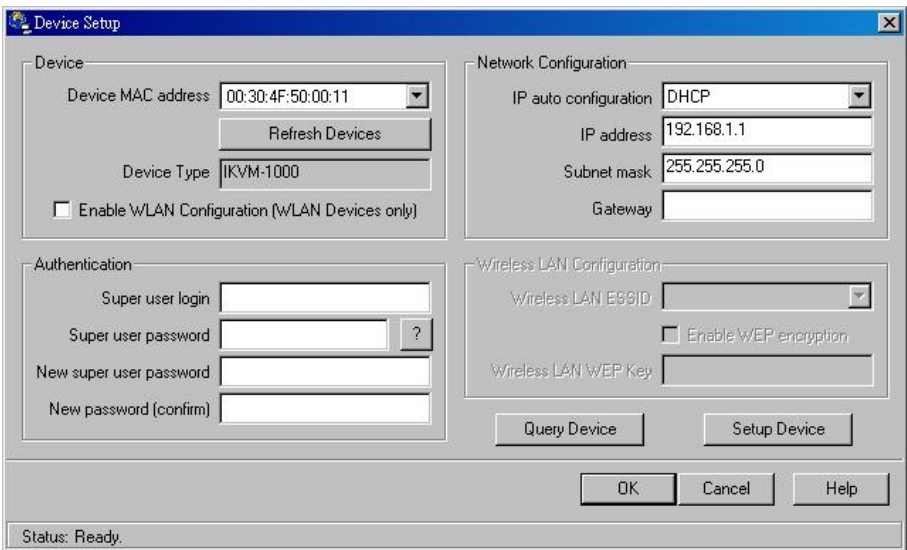 Device Setup
Device
Device MAC address 00:30:4F:50:00:11
Refresh Devices
Device Type IKVM-1000
Enable WLAN Configuration (WLAN Devices only)
Network Configuration
IP auto configuration DHCP
IP address 192.168.1.1
Subnet mask 255.255.255.0
Gateway
Authentication
Super user login
Super user password ?
New super user password
New password (confirm)
Wireless LAN Configuration
Wireless LAN ESSID
Enable WEP encryption
Wireless LAN WEP Key
Query Device Setup Device
OK Cancel Help
Status: Ready.